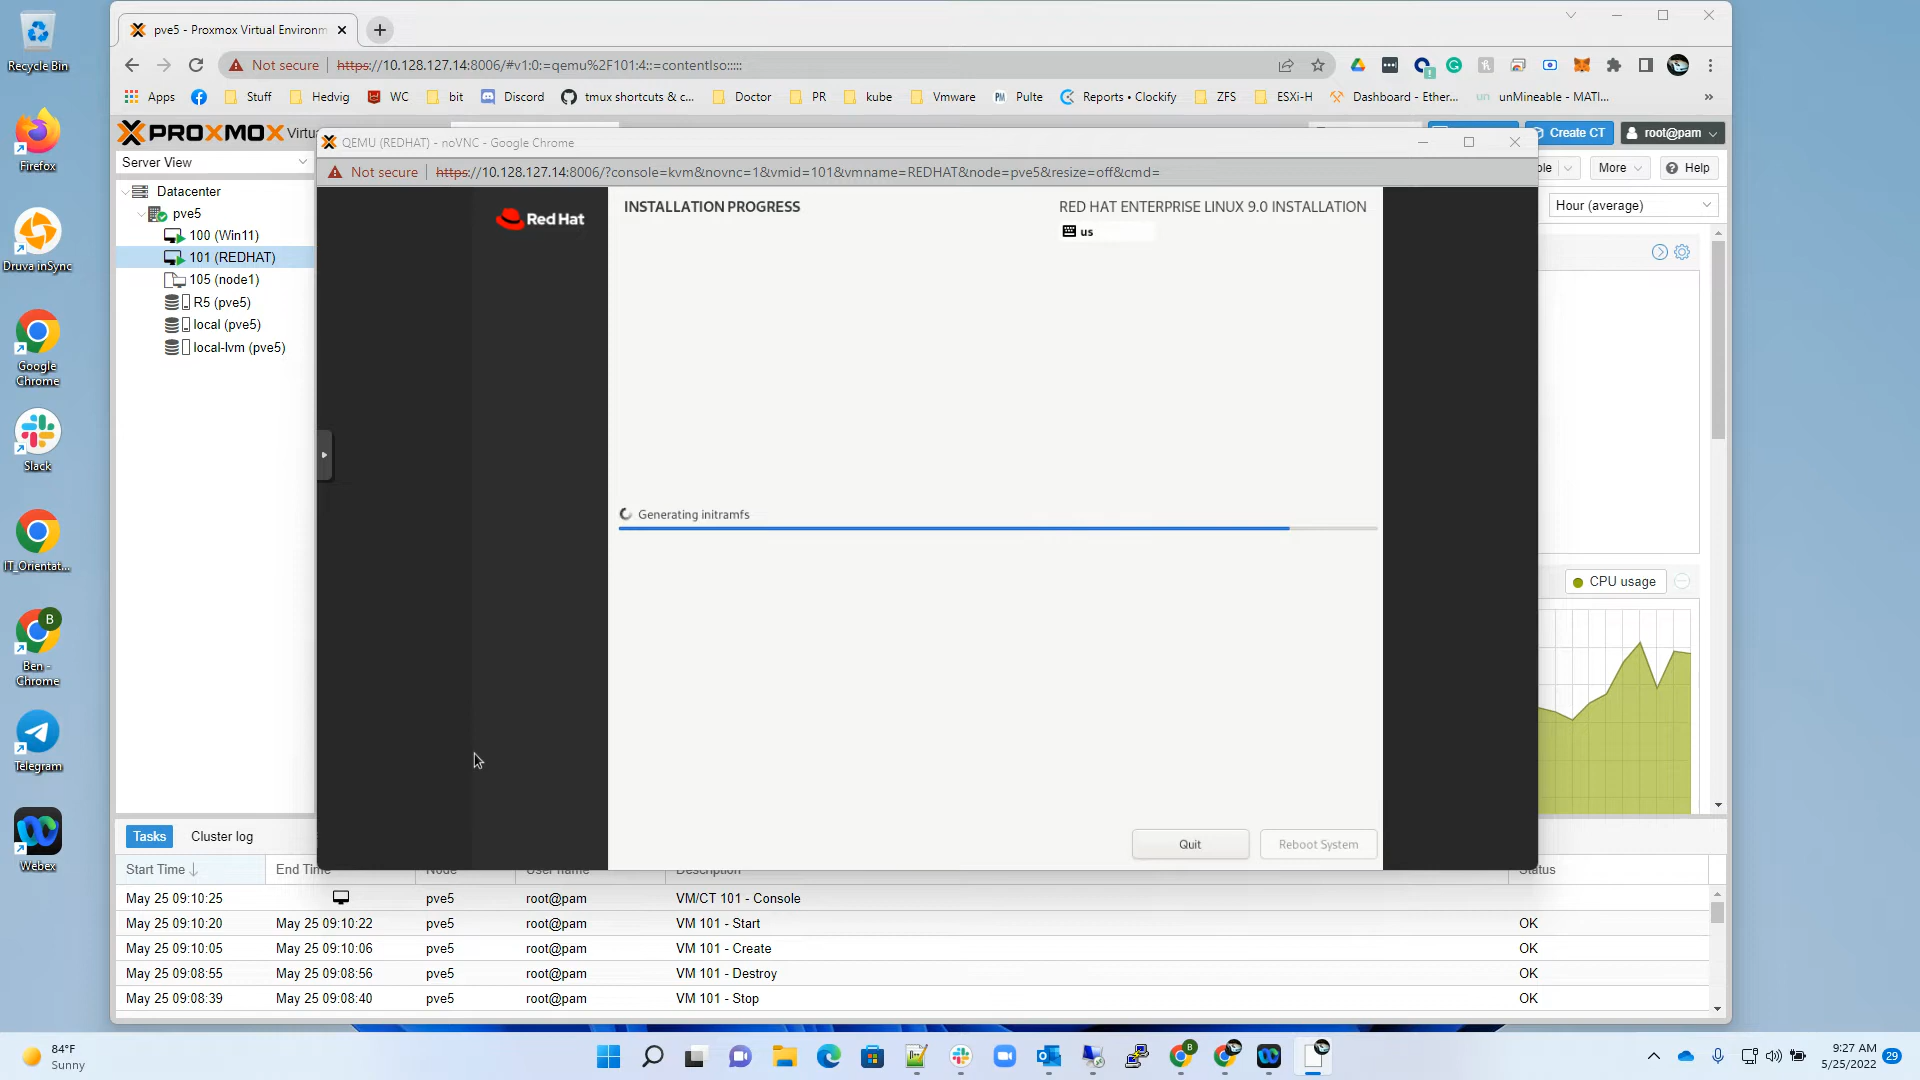 Recycle Bin
Firefox
Druva inSync
Google
Chrome
Slack
IT_Orientat...
B
Ben -
Chrome
Telegram
Webex
pve5 - Proxmox Virtual Environm
Not secure
https://10.128.127.14:8006/#v1:0:=qemu%2F101:4::=contentIso:::::
Apps
Stuff
Hedvig
WC
bit
Discord
tmux shortcuts & c...
Doctor
PR
kube
Vmware
PM
Pulte
Reports • Clockify
ZFS
ESXi-H
Dashboard - Ether...
un
unMineable - MATI...
»
PROXMOX Virtu
Create CT
root@pam
Server View
More
Help
Hour (average)
Datacenter
pve5
100 (Win11)
101 (REDHAT)
105 (node1)
R5 (pve5)
local (pve5)
local-lvm (pve5)
QEMU (REDHAT) - noVNC - Google Chrome
Not secure
https://10.128.127.14:8006/?console=kvm&novnc=1&vmid=101&vmname=REDHAT&node=pve5&resize=off&cmd=
Red Hat
INSTALLATION PROGRESS
RED HAT ENTERPRISE LINUX 9.0 INSTALLATION
us
Generating initramfs
Quit
Reboot System
CPU usage
Tasks
Cluster log
Start Time
End Time
Node
User name
Description
Status
May 25 09:10:25
pve5
root@pam
VM/CT 101 - Console
May 25 09:10:20
May 25 09:10:22
pve5
root@pam
VM 101 - Start
OK
May 25 09:10:05
May 25 09:10:06
pve5
root@pam
VM 101 - Create
OK
May 25 09:08:55
May 25 09:08:56
pve5
root@pam
VM 101 - Destroy
OK
May 25 09:08:39
May 25 09:08:40
pve5
root@pam
VM 101 - Stop
OK
84°F
Sunny
B
9:27 AM
5/25/2022
29